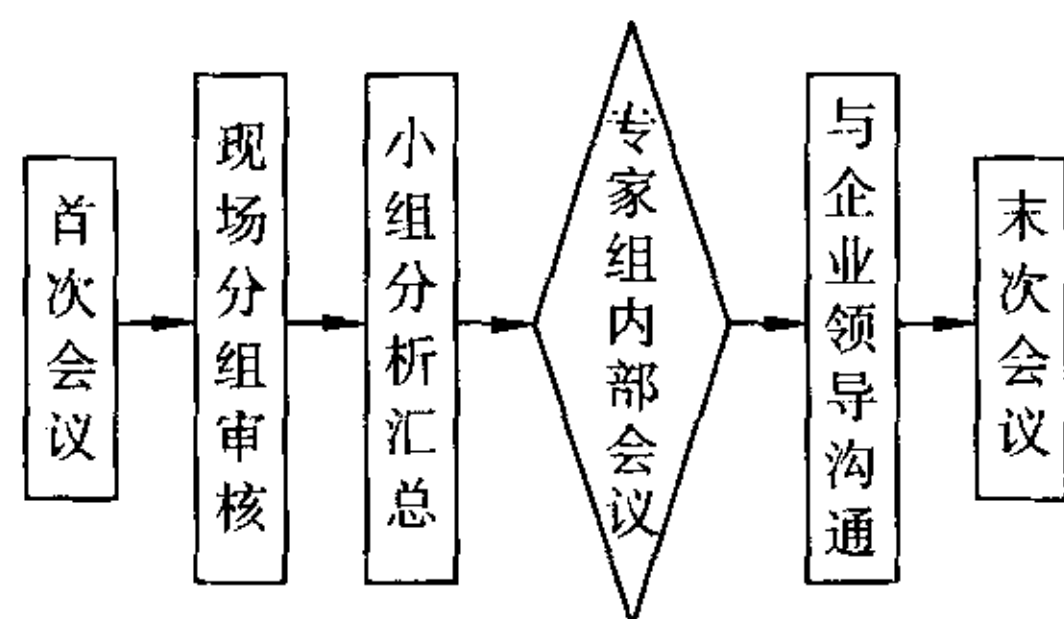 首次会议
现场分组审核
小组分析汇总
专家组内部会议
与企业领导沟通
末次会议